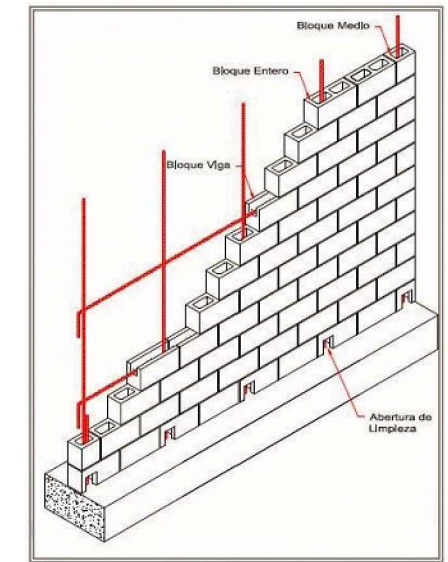 Bloque Medio
Bloque Entero
Bloque Viga
Abertura de
Limpieza